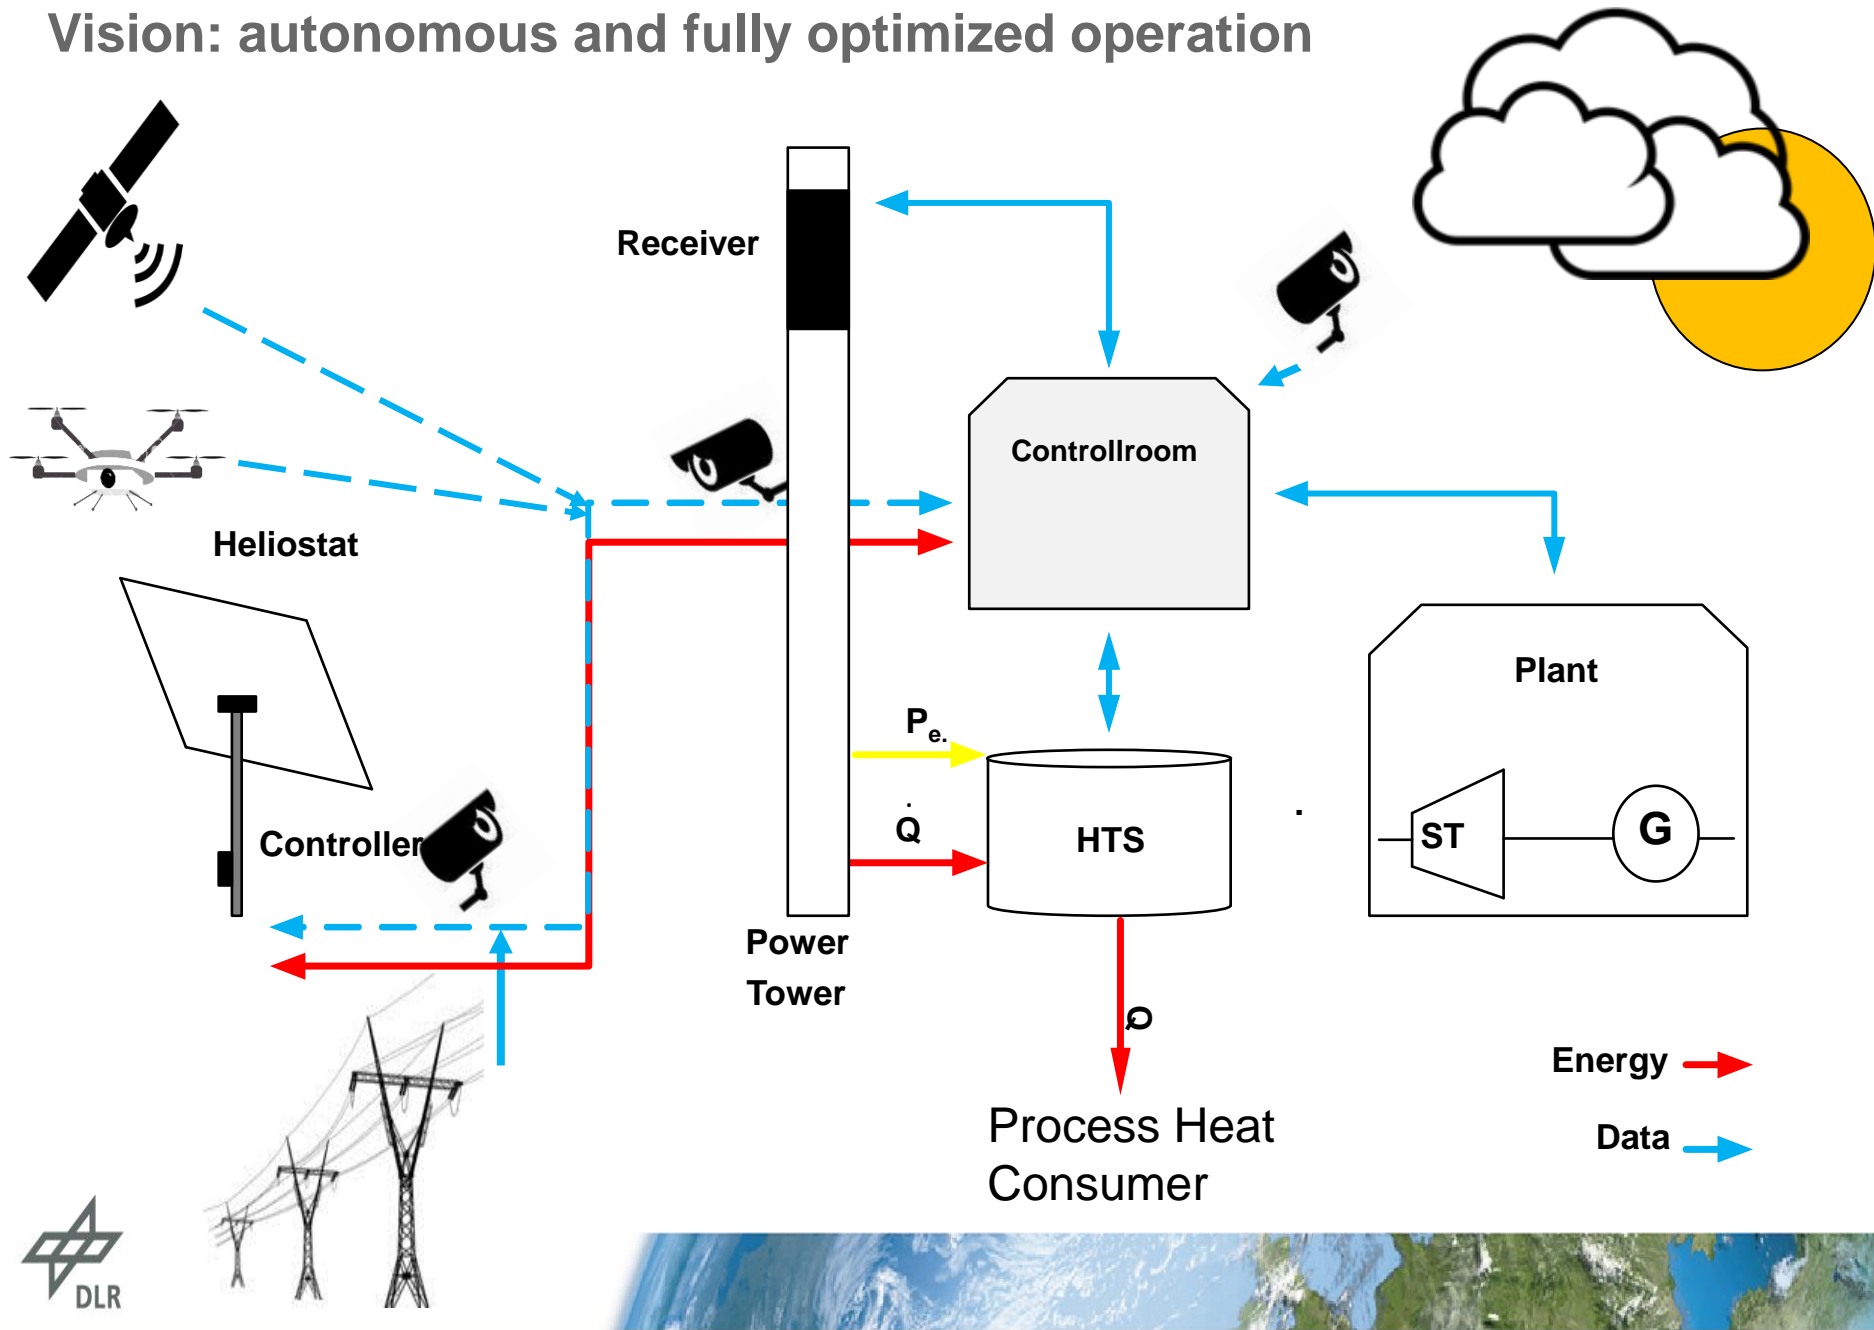 Vision: autonomous and fully optimized operation
Receiver
Controllroom
Heliostat
Plant
Pe.
Q̇
HTS
ST
G
Controller
Power
Tower
Q
Process Heat
Consumer
Energy
Data
DLR